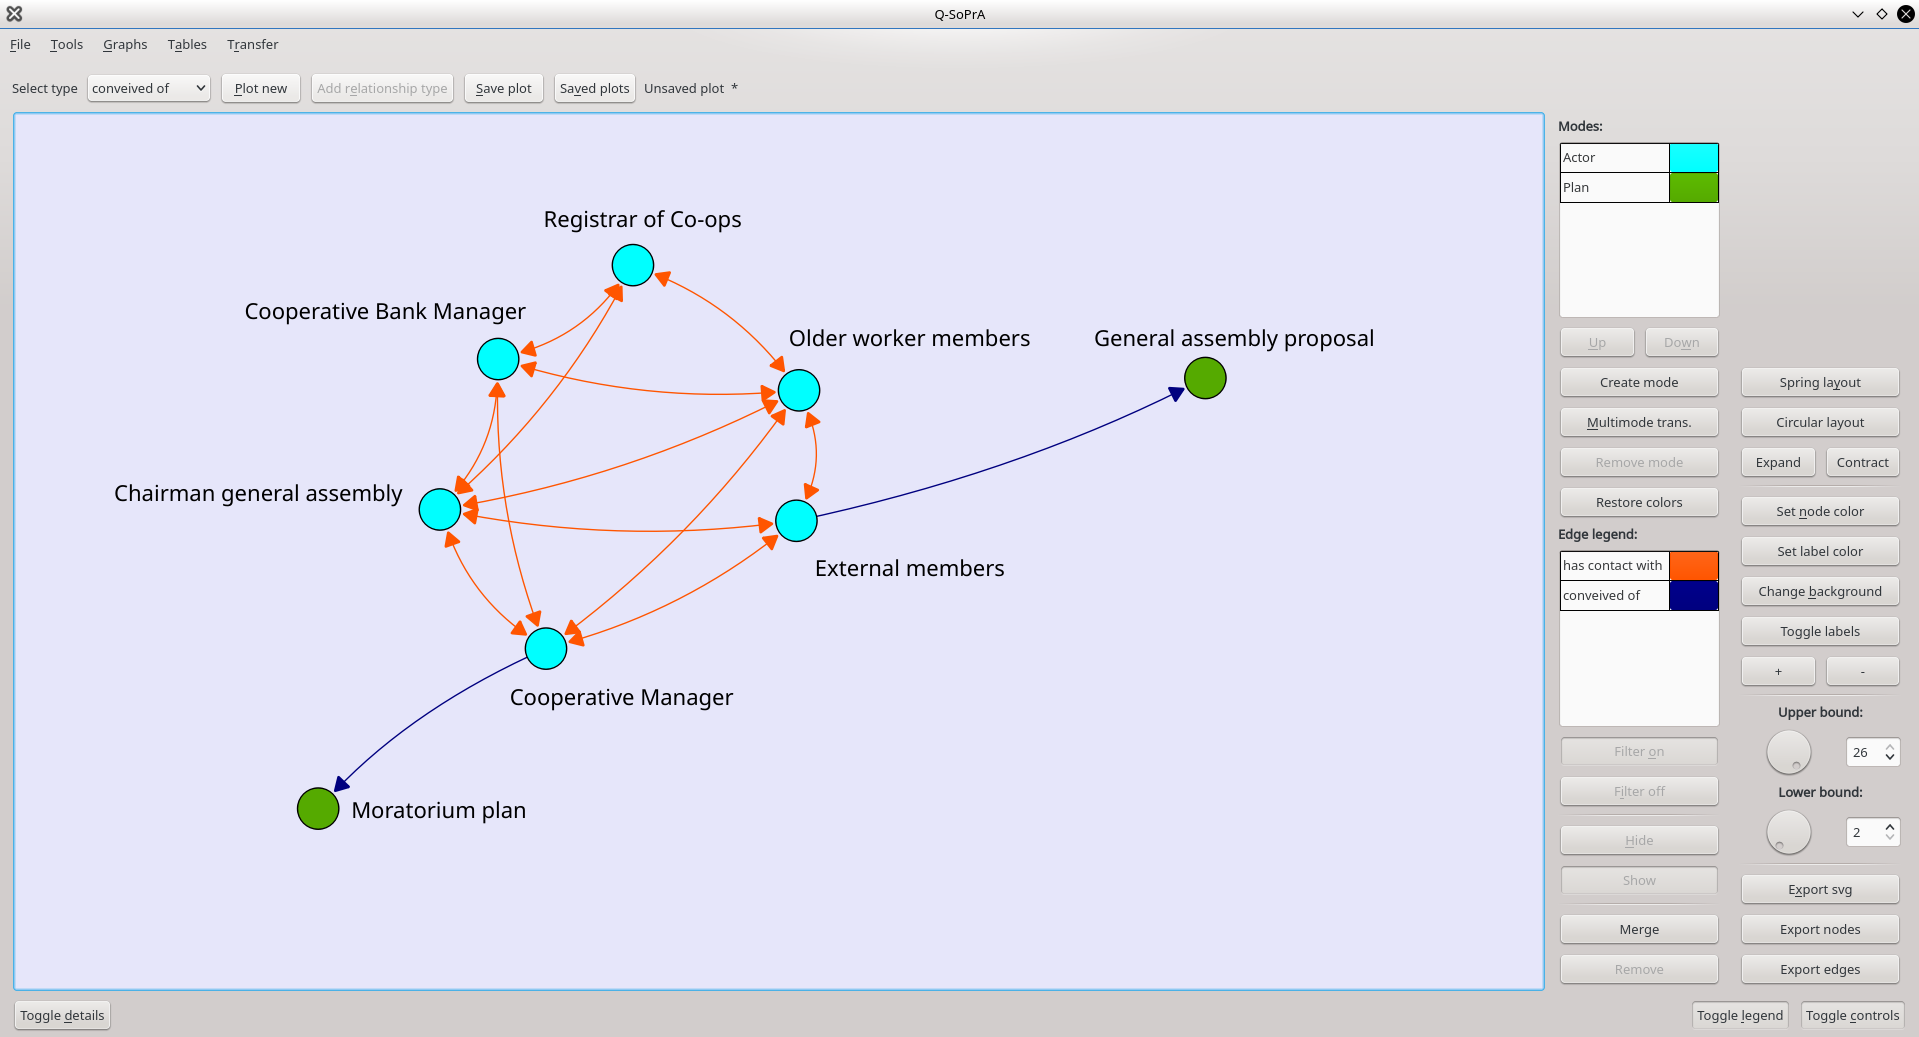 Q-SoPrA
File Tools Graphs Tables Transfer
Select type conveived of Plot new Add relationship type Save plot Saved plots Unsaved plot *
Modes:
Actor
Plan
Registrar of Co-ops
Cooperative Bank Manager
Older worker members
General assembly proposal
Chairman general assembly
External members
Cooperative Manager
Moratorium plan
Up Down
Create mode
Multimode trans.
Remove mode
Restore colors
Edge legend:
has contact with
conveived of
Filter on
Filter off
Hide
Show
Merge
Remove
Spring layout
Circular layout
Expand Contract
Set node color
Set label color
Change background
Toggle labels
+ -
Upper bound:
26
Lower bound:
2
Export svg
Export nodes
Export edges
Toggle details Toggle legend Toggle controls